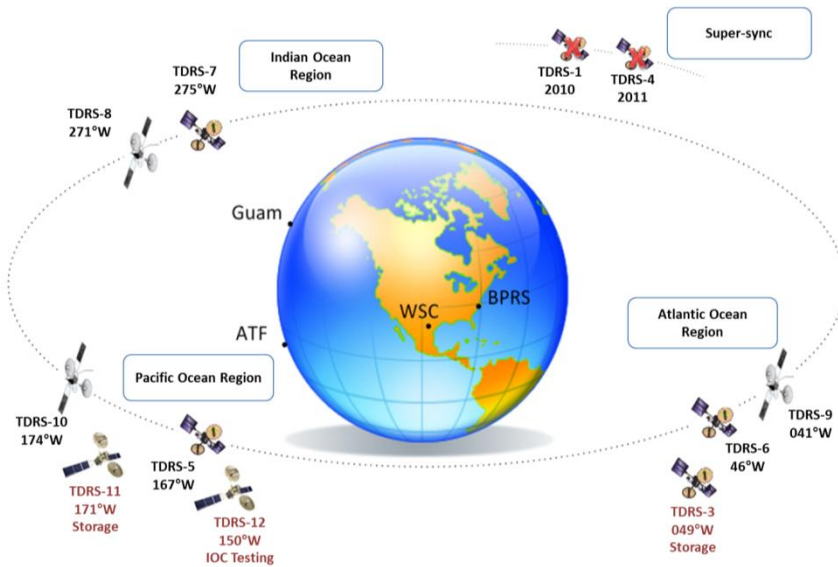 Indian Ocean
Region
Super-sync
TDRS-7
275°W
TDRS-1
2010
TDRS-4
2011
TDRS-8
271°W
Guam
BPRS
WSC
ATF
Atlantic Ocean
Region
Pacific Ocean Region
TDRS-10
174°W
TDRS-9
041°W
TDRS-6
46°W
TDRS-5
167°W
TDRS-11
171°W
Storage
TDRS-12
150°W
IOC Testing
TDRS-3
049°W
Storage